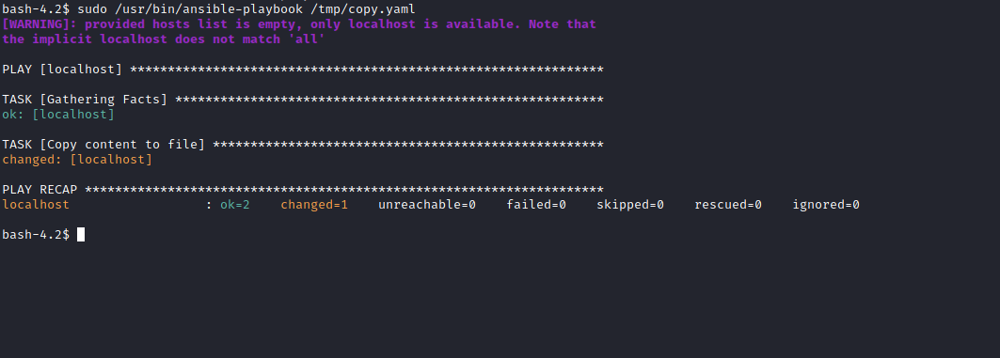 bash-4.2$ sudo /usr/bin/ansible-playbook /tmp/copy.yaml
[WARNING]: provided hosts list is empty, only localhost is available. Note that
the implicit localhost does not match 'all'
PLAY [localhost] ***************************************************************
TASK [Gathering Facts] *********************************************************
ok: [localhost]
TASK [Copy content to file] ****************************************************
changed: [localhost]
PLAY RECAP *********************************************************************
localhost                  : ok=2    changed=1    unreachable=0    failed=0    skipped=0    rescued=0    ignored=0
bash-4.2$